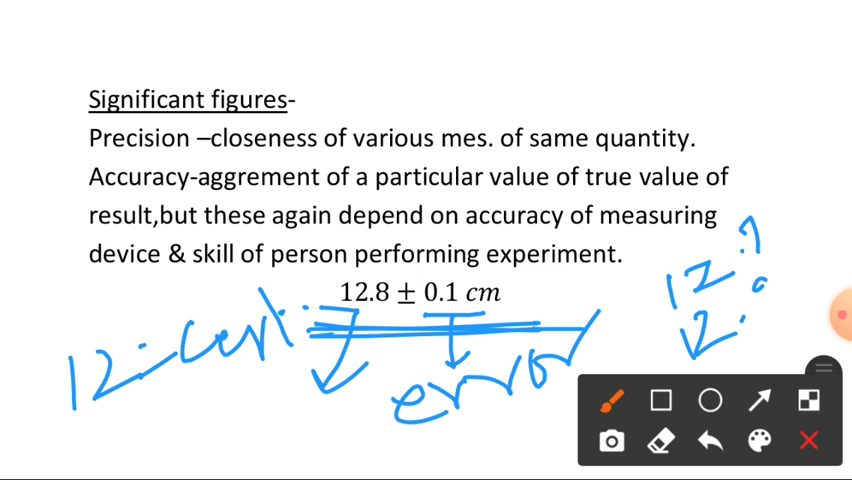 Significant figures-
Precision –closeness of various mes. of same quantity.
Accuracy-aggrement of a particular value of true value of
result,but these again depend on accuracy of measuring
device & skill of person performing experiment.
12.8 ± 0.1 cm
12
error
12